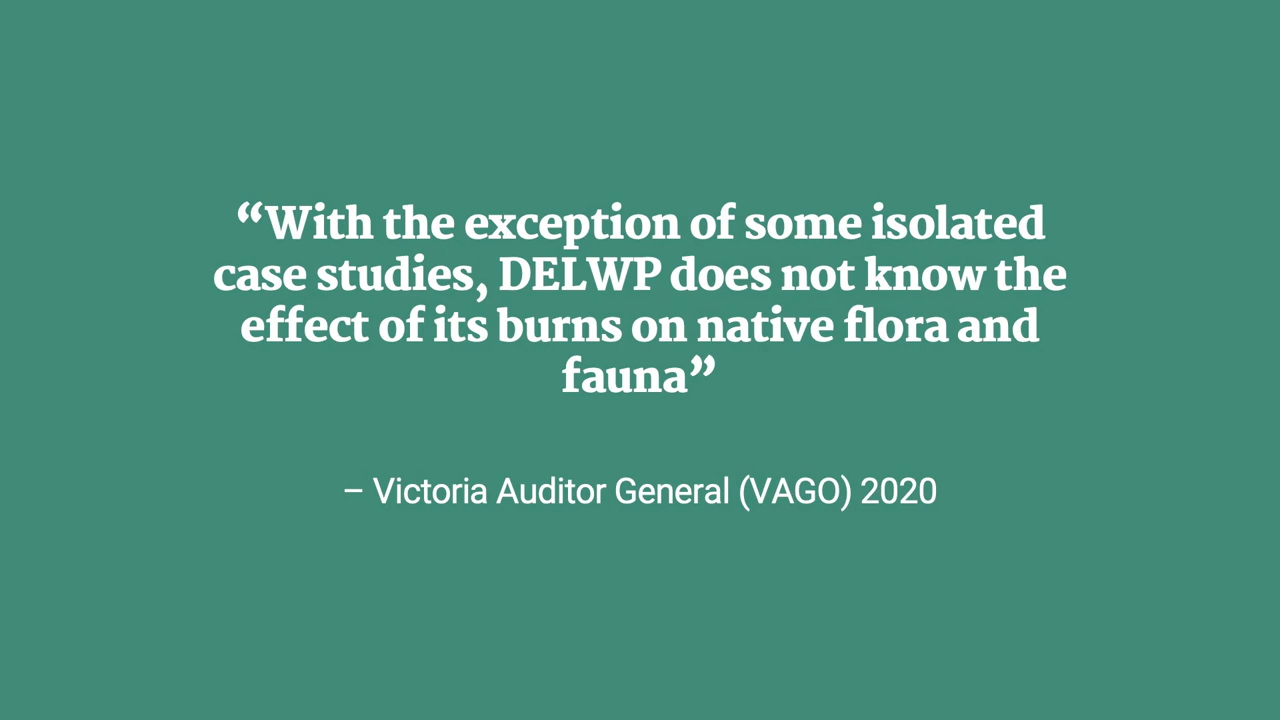 “With the exception of some isolated
case studies, DELWP does not know the
effect of its burns on native flora and
fauna”
– Victoria Auditor General (VAGO) 2020